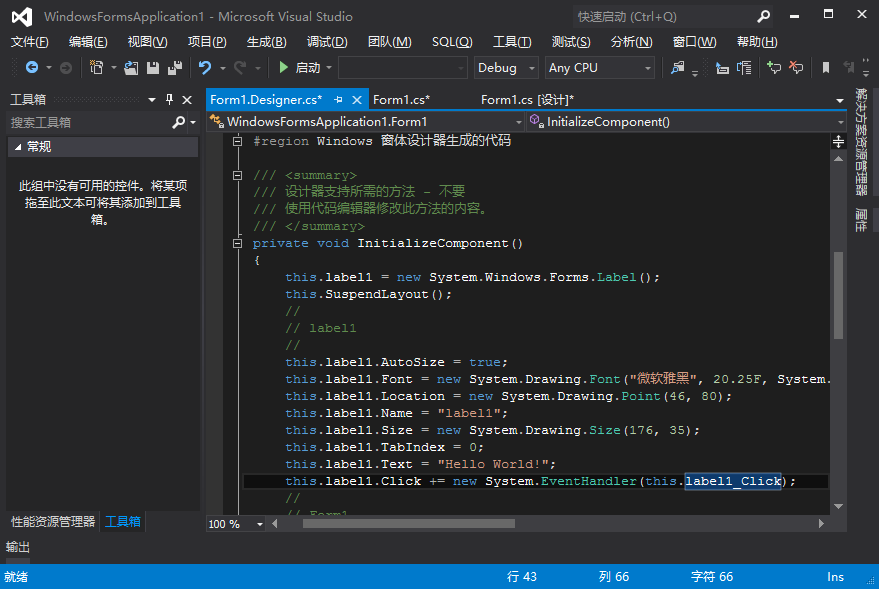 WindowsFormsApplication1 - Microsoft Visual Studio
快速启动 (Ctrl+Q)
文件(F) 编辑(E) 视图(V) 项目(P) 生成(B) 调试(D) 团队(M) SQL(Q) 工具(T) 测试(S) 分析(N) 窗口(W) 帮助(H)
启动 Debug Any CPU
工具箱
搜索工具箱
常规
此组中没有可用的控件。将某项
拖至此文本可将其添加到工具
箱。
性能资源管理器 工具箱
Form1.Designer.cs* Form1.cs* Form1.cs [设计]*
WindowsFormsApplication1.Form1 InitializeComponent()
#region Windows 窗体设计器生成的代码
/// <summary>
/// 设计器支持所需的方法 - 不要
/// 使用代码编辑器修改此方法的内容。
/// </summary>
private void InitializeComponent()
{
this.label1 = new System.Windows.Forms.Label();
this.SuspendLayout();
//
// label1
//
this.label1.AutoSize = true;
this.label1.Font = new System.Drawing.Font("微软雅黑", 20.25F, System.
this.label1.Location = new System.Drawing.Point(46, 80);
this.label1.Name = "label1";
this.label1.Size = new System.Drawing.Size(176, 35);
this.label1.TabIndex = 0;
this.label1.Text = "Hello World!";
this.label1.Click += new System.EventHandler(this.label1_Click);
//
// Form1
100 %
解决方案资源管理器
属性
输出
就绪 行 43 列 66 字符 66 Ins